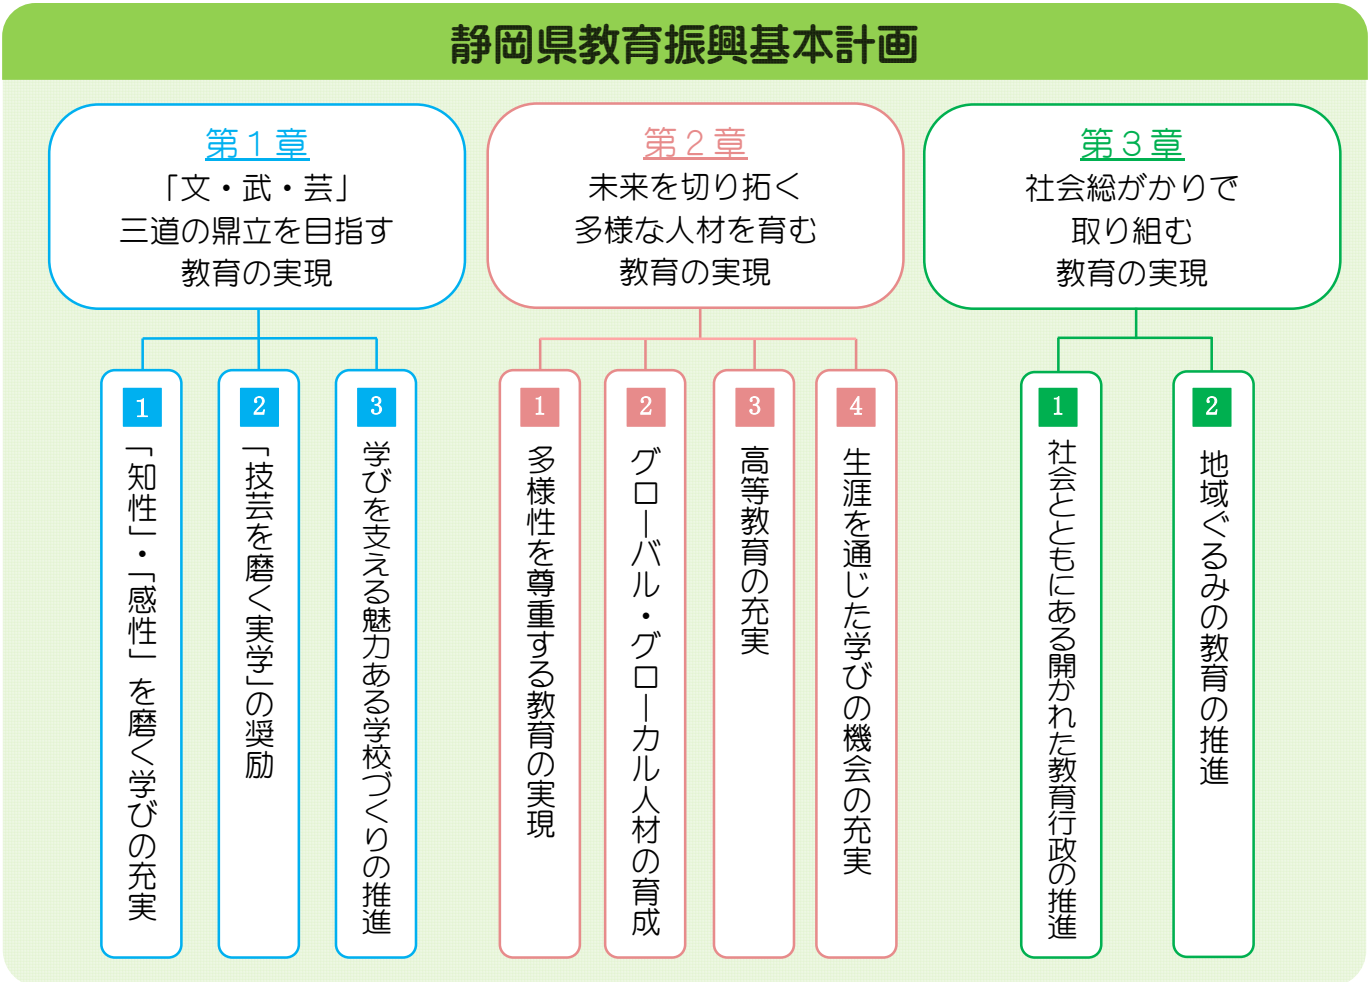 静岡県教育振興基本計画
第1章
「文・武・芸」
三道の鼎立を目指す
教育の実現
1
「知性」・「感性」を磨く学びの充実
2
「技芸を磨く実学」の奨励
3
学びを支える魅力ある学校づくりの推進
第2章
未来を切り拓く
多様な人材を育む
教育の実現
1
多様性を尊重する教育の実現
2
グローバル・グローカル人材の育成
3
高等教育の充実
4
生涯を通じた学びの機会の充実
第3章
社会総がかりで
取り組む
教育の実現
1
社会とともにある開かれた教育行政の推進
2
地域ぐるみの教育の推進